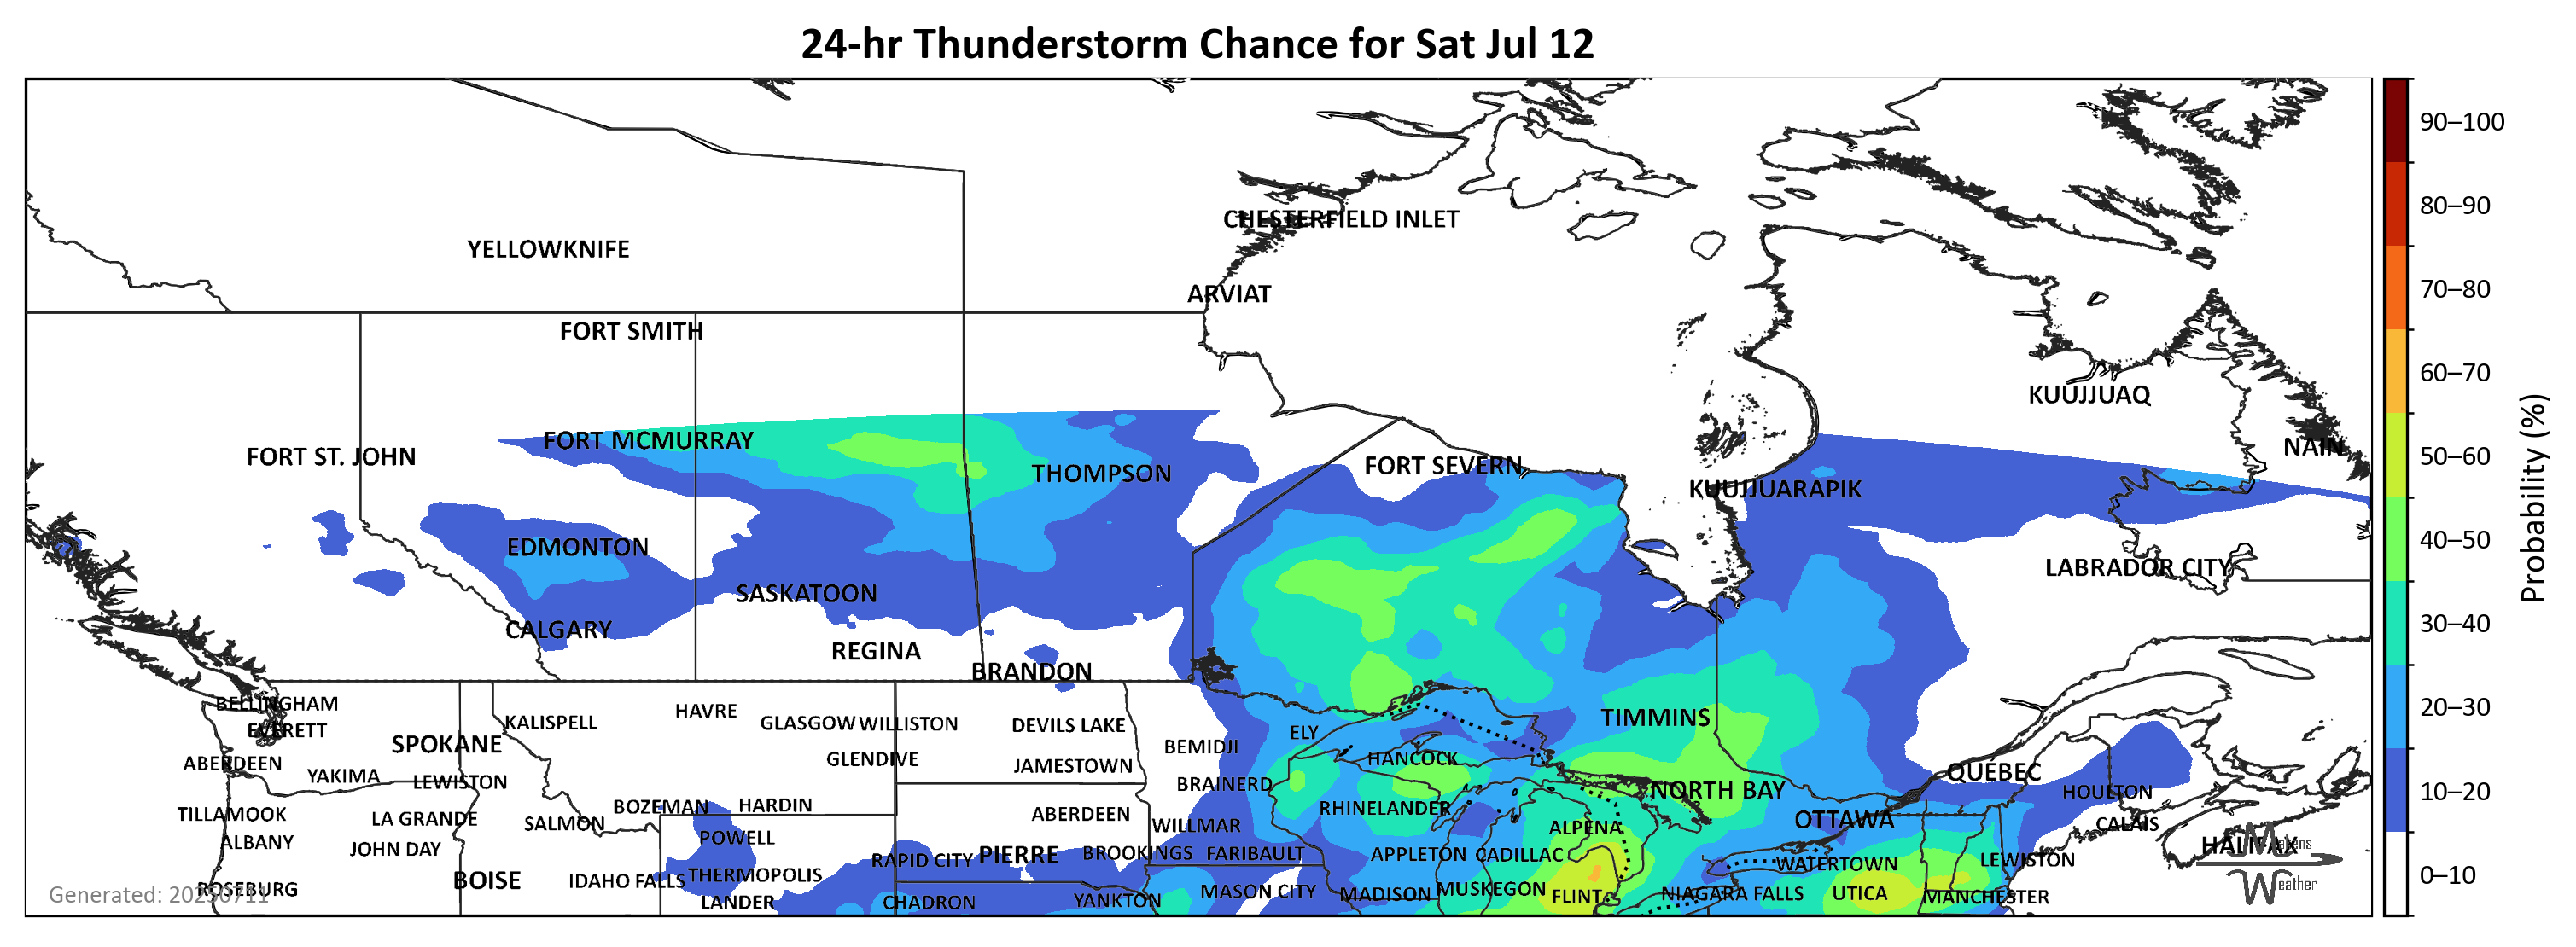 24-hr Thunderstorm Chance for Sat Jul 12
90–100
CHESTERFIELD INLET
80–90
YELLOWKNIFE
ARVIAT
70–80
FORT SMITH
60–70
KUUJJUAQ
FORT MCMURRAY
NAIN
FORT ST. JOHN
50–60
FORT SEVERN
THOMPSON
KUUJJUARAPIK
Probability (%)
EDMONTON
40–50
LABRADOR CITY
SASKATOON
30–40
CALGARY
REGINA
BRANDON
BELLINGHAM
20–30
HAVRE
TIMMINS
KALISPELL
GLASGOW WILLISTON
DEVILS LAKE
EVERETT
ELY
SPOKANE
BEMIDJI
GLENDIVE
HANCOCK
ABERDEEN
JAMESTOWN
QUÉBEC
YAKIMA
LEWISTON
BRAINERD
NORTH BAY
HOULTON
10–20
BOZEMAN
HARDIN
RHINELANDER
TILLAMOOK
ABERDEEN
LA GRANDE
SALMON
WILLMAR
ALPENA
OTTAWA
CALAIS
POWELL
ALBANY
HALIFAX
Makens
JOHN DAY
RAPID CITY
PIERRE
BROOKINGS
FARIBAULT
APPLETON
CADILLAC
WATERTOWN
LEWISTON
THERMOPOLIS
0–10
BOISE
IDAHO FALLS
Weather
ROSEBURG
Generated: 20250711
MASON CITY
MADISON
MUSKEGON
FLINT
NIAGARA FALLS
UTICA
MANCHESTER
LANDER
CHADRON
YANKTON